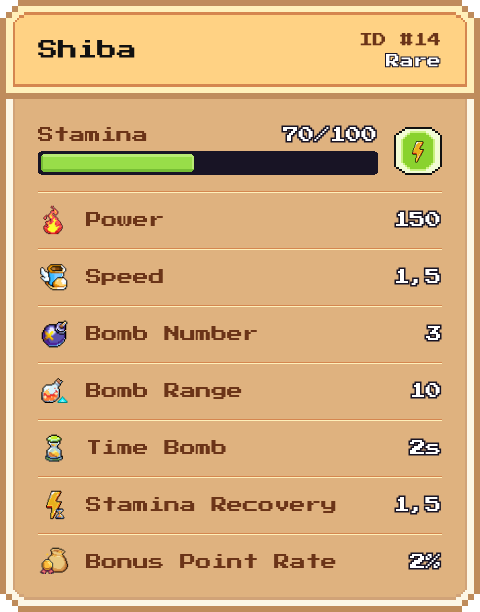 Shiba
ID #14
Rare
Stamina 70/100
Power 150
Speed 1,5
Bomb Number 3
Bomb Range 10
Time Bomb 2s
Stamina Recovery 1,5
Bonus Point Rate 2%